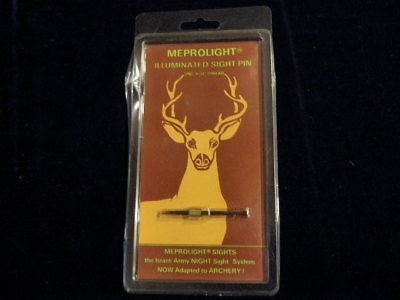 MEPROLIGHT®
ILLUMINATED SIGHT PIN
MEPROLIGHT® SIGHTS
the Israeli Army NIGHT Sight System
NOW Adapted to ARCHERY!